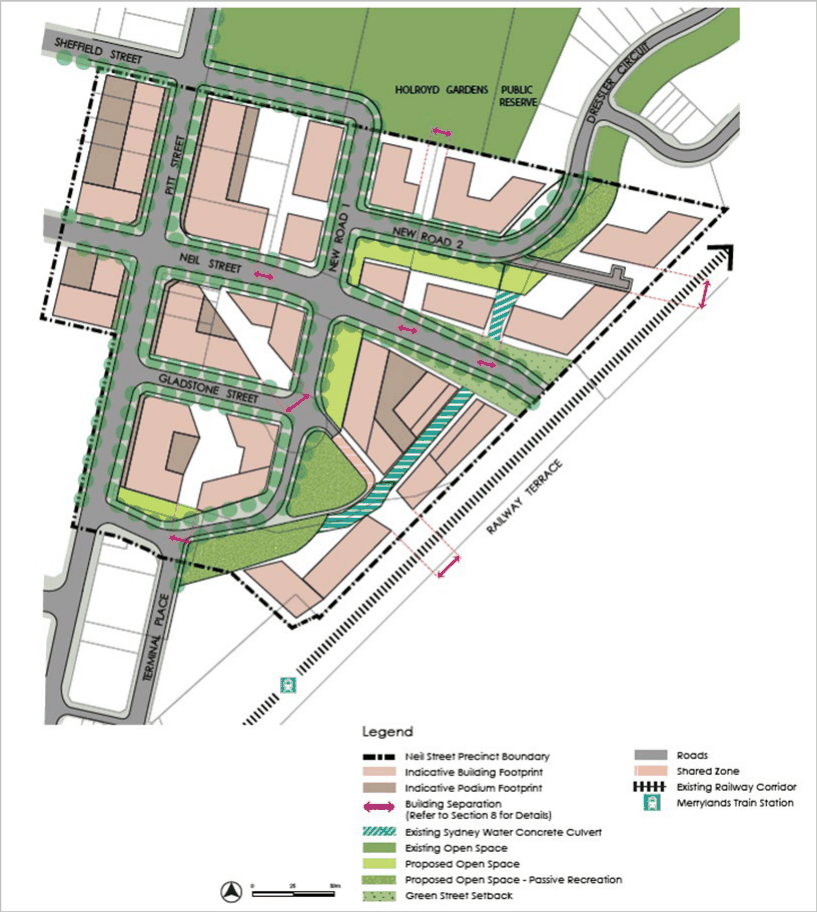 SHEFFIELD STREET
HOLROYD GARDENS PUBLIC
RESERVE
DRESSLER CIRCUIT
PITT STREET
NEW ROAD 1
NEW ROAD 2
NEIL STREET
GLADSTONE STREET
RAILWAY TERRACE
TERMINAL PLACE
Legend
Neil Street Precinct Boundary
Indicative Building Footprint
Indicative Podium Footprint
Building Separation
(Refer to Section 8 for Details)
Existing Sydney Water Concrete Culvert
Existing Open Space
Proposed Open Space
Proposed Open Space - Passive Recreation
Green Street Setback
Roads
Shared Zone
Existing Railway Corridor
Merrylands Train Station
0 25 50m